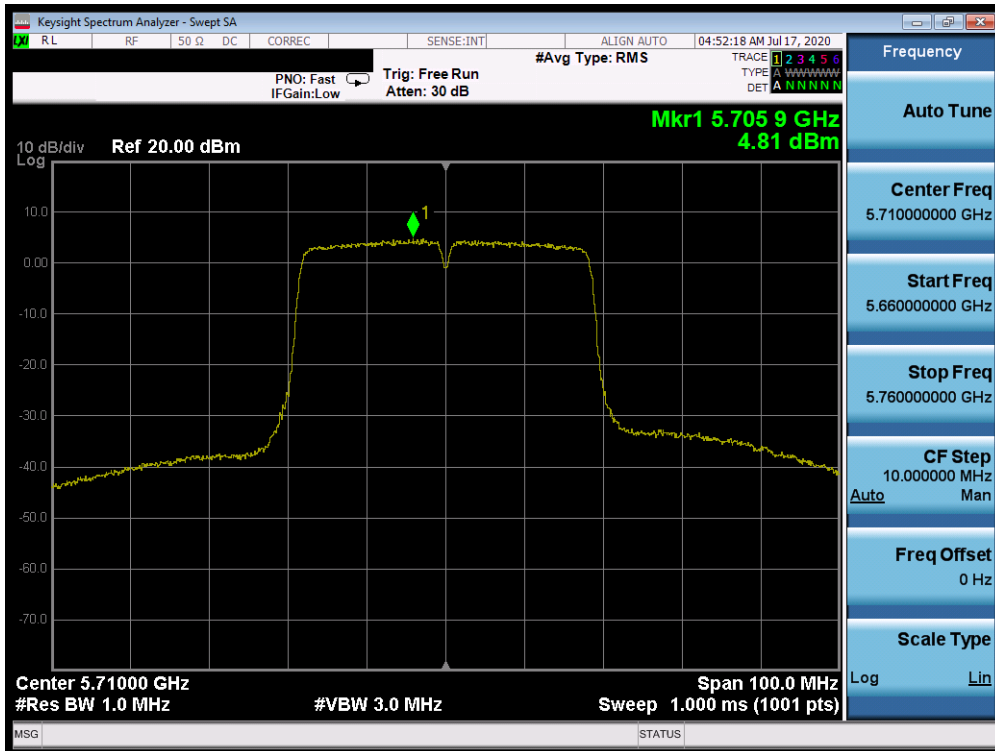 Keysight Spectrum Analyzer - Swept SA
LXI RL RF 50 Ω DC CORREC SENSE:INT ALIGN AUTO 04:52:18 AM Jul 17, 2020
PNO: Fast
IFGain:Low
Trig: Free Run
Atten: 30 dB
#Avg Type: RMS
TRACE 1 2 3 4 5 6
TYPE A WWWWW
DET A N N N N N
Mkr1 5.705 9 GHz
4.81 dBm
10 dB/div Ref 20.00 dBm
Log
10.0
0.00
-10.0
-20.0
-30.0
-40.0
-50.0
-60.0
-70.0
1
Center 5.71000 GHz
Span 100.0 MHz
#Res BW 1.0 MHz
#VBW 3.0 MHz
Sweep 1.000 ms (1001 pts)
MSG
STATUS
Frequency
Auto Tune
Center Freq
5.710000000 GHz
Start Freq
5.660000000 GHz
Stop Freq
5.760000000 GHz
CF Step
10.000000 MHz
Auto Man
Freq Offset
0 Hz
Scale Type
Log Lin